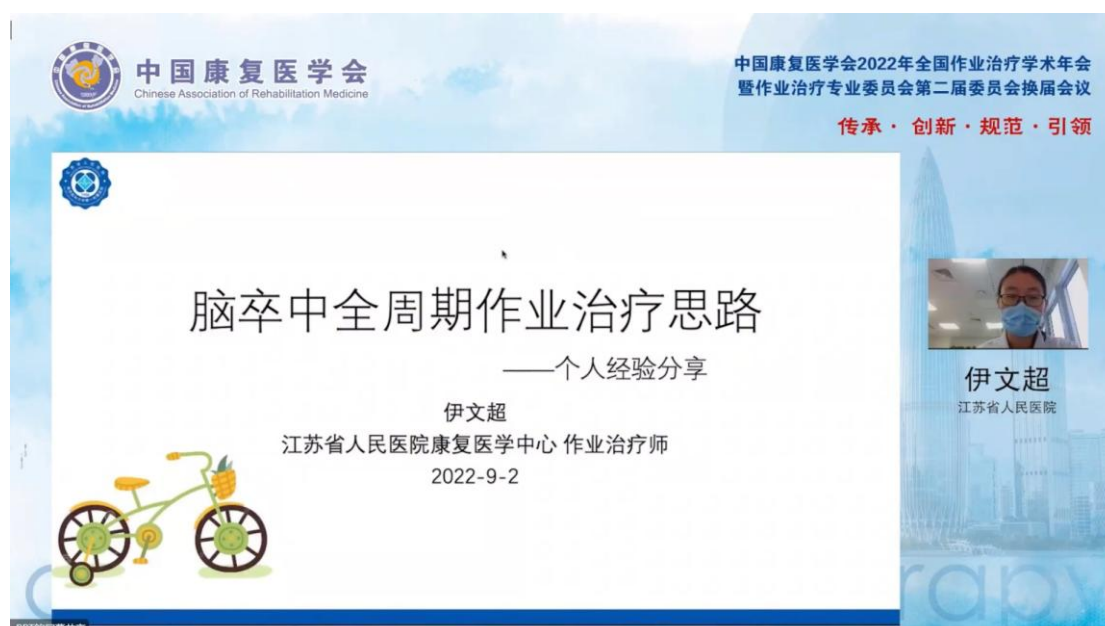 中国康复医学会
Chinese Association of Rehabilitation Medicine
中国康复医学会2022年全国作业治疗学术年会
暨作业治疗专业委员会第二届委员会换届会议
传承·创新·规范·引领
脑卒中全周期作业治疗思路
——个人经验分享
伊文超
江苏省人民医院康复医学中心 作业治疗师
2022-9-2
伊文超
江苏省人民医院